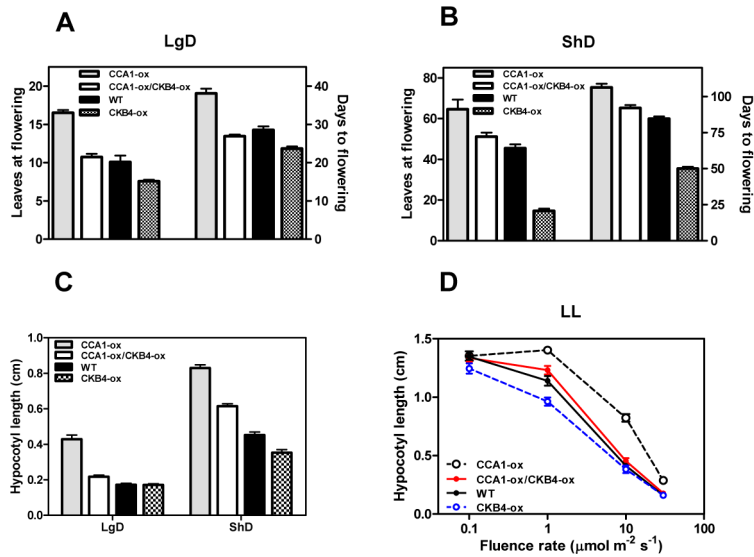 A
LgD
Leaves at flowering
20
15
10
5
0
CCA1-ox
CCA1-ox/CKB4-ox
WT
CKB4-ox
40
30
20
10
0
Days to flowering
B
ShD
Leaves at flowering
80
60
40
20
0
CCA1-ox
CCA1-ox/CKB4-ox
WT
CKB4-ox
100
75
50
25
0
Days to flowering
C
Hypocotyl length (cm)
1.0
0.8
0.6
0.4
0.2
0.0
CCA1-ox
CCA1-ox/CKB4-ox
WT
CKB4-ox
LgD
ShD
D
LL
Hypocotyl length (cm)
1.5
1.0
0.5
0.0
CCA1-ox
CCA1-ox/CKB4-ox
WT
CKB4-ox
0.1
1
10
100
Fluence rate (μmol m⁻² s⁻¹)